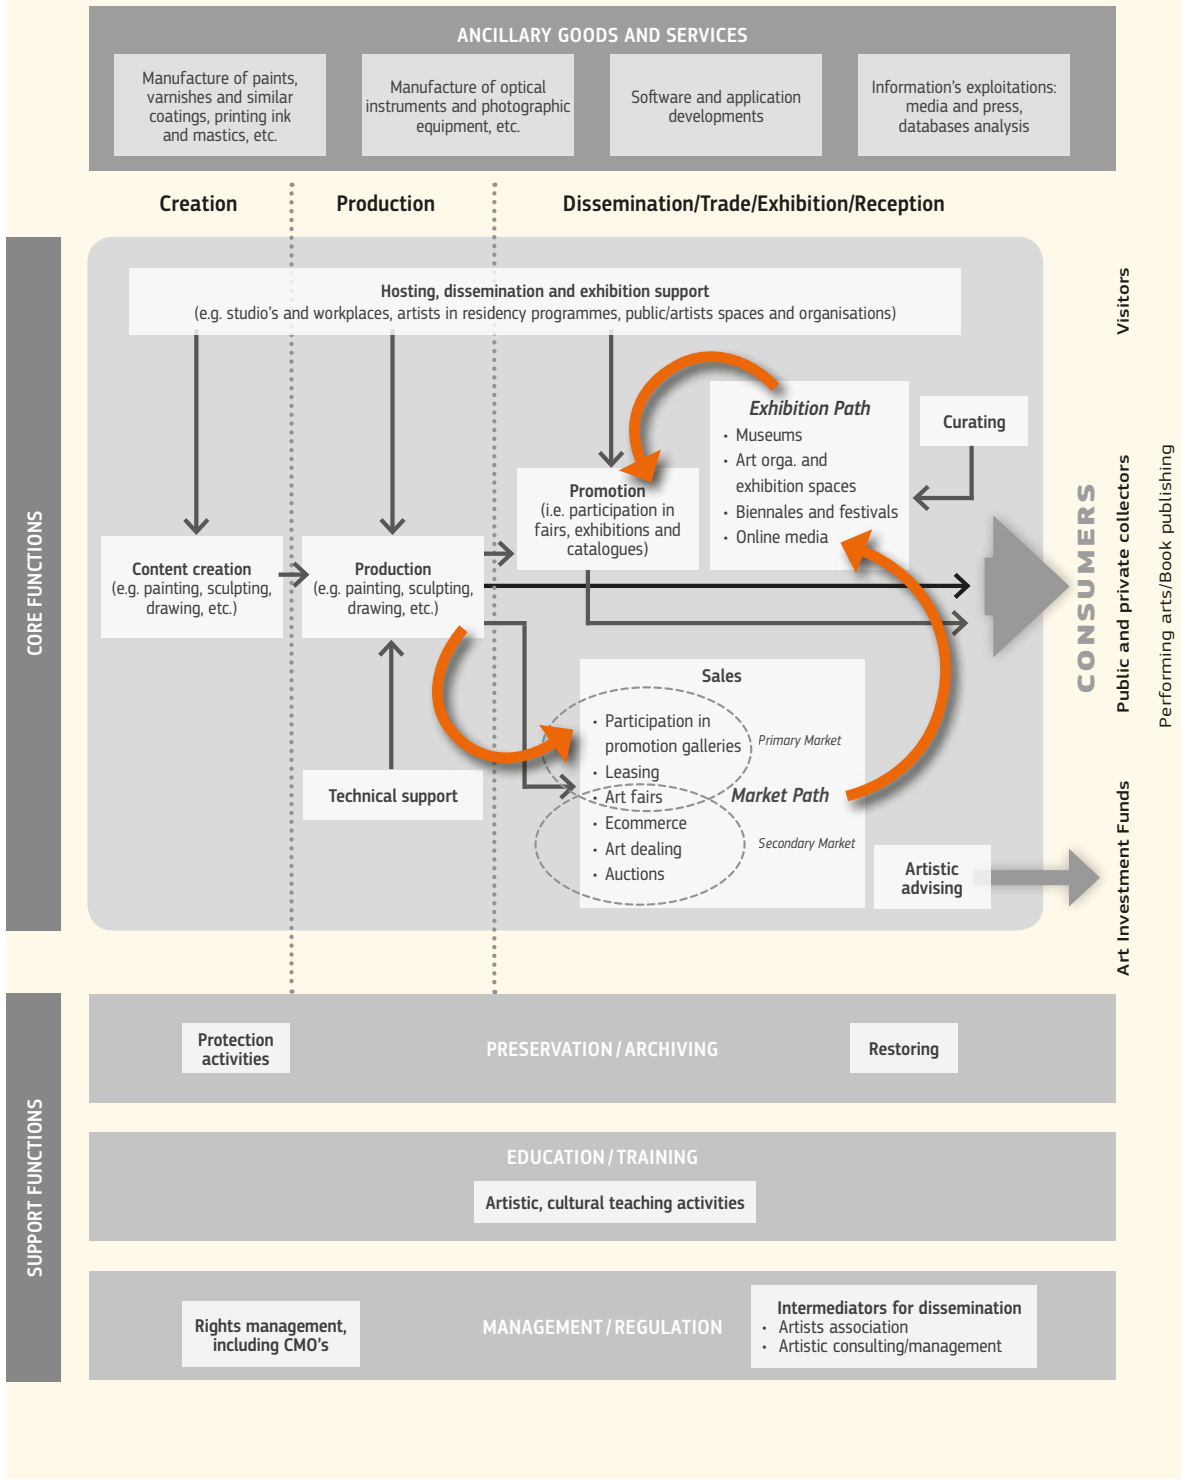 ANCILLARY GOODS AND SERVICES
Manufacture of paints,
varnishes and similar
coatings, printing ink
and mastics, etc.
Manufacture of optical
instruments and photographic
equipment, etc.
Software and application
developments
Information’s exploitations:
media and press,
databases analysis
Creation
Production
Dissemination/Trade/Exhibition/Reception
CORE FUNCTIONS
Hosting, dissemination and exhibition support
(e.g. studio’s and workplaces, artists in residency programmes, public/artists spaces and organisations)
Exhibition Path
• Museums
• Art orga. and
exhibition spaces
• Biennales and festivals
• Online media
Curating
Promotion
(i.e. participation in
fairs, exhibitions and
catalogues)
Content creation
(e.g. painting, sculpting,
drawing, etc.)
Production
(e.g. painting, sculpting,
drawing, etc.)
Technical support
Sales
• Participation in
promotion galleries
• Leasing
• Art fairs
• Ecommerce
• Art dealing
• Auctions
Primary Market
Market Path
Secondary Market
Artistic
advising
CONSUMERS
Visitors
Public and private collectors
Art Investment Funds
Performing arts/Book publishing
SUPPORT FUNCTIONS
Protection
activities
PRESERVATION/ARCHIVING
Restoring
EDUCATION/TRAINING
Artistic, cultural teaching activities
Rights management,
including CMO’s
MANAGEMENT/REGULATION
Intermediators for dissemination
• Artists association
• Artistic consulting/management